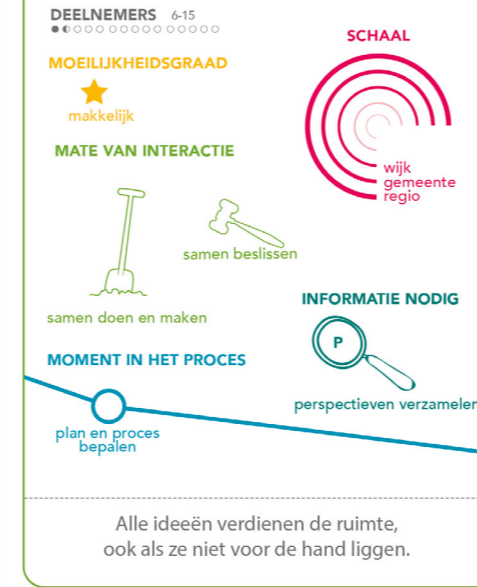 DEELNEMERS 6-15
SCHAAL
MOEILIJKHEIDSGRAAD
makkelijk
MATE VAN INTERACTIE
wijk
gemeente
regio
samen beslissen
samen doen en maken
INFORMATIE NODIG
P
perspectieven verzamelen
MOMENT IN HET PROCES
plan en proces
bepalen
Alle ideeën verdienen de ruimte,
ook als ze niet voor de hand liggen.